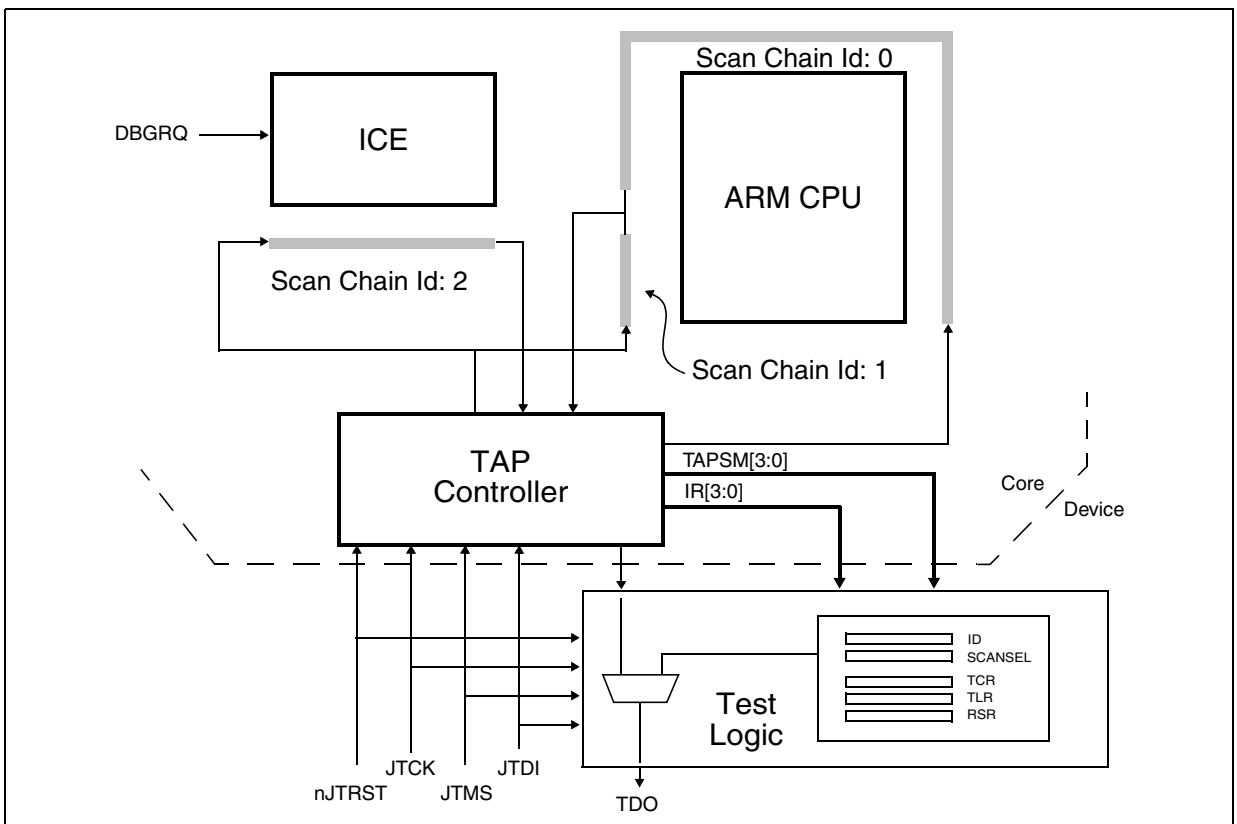 Scan Chain Id: 0
DBGRQ
ICE
ARM CPU
Scan Chain Id: 2
Scan Chain Id: 1
TAP
Controller
TAPSM[3:0]
IR[3:0]
Core
Device
ID
SCANSEL
TCR
TLR
RSR
Test
Logic
JTCK
JTDI
nJTRST
JTMS
TDO